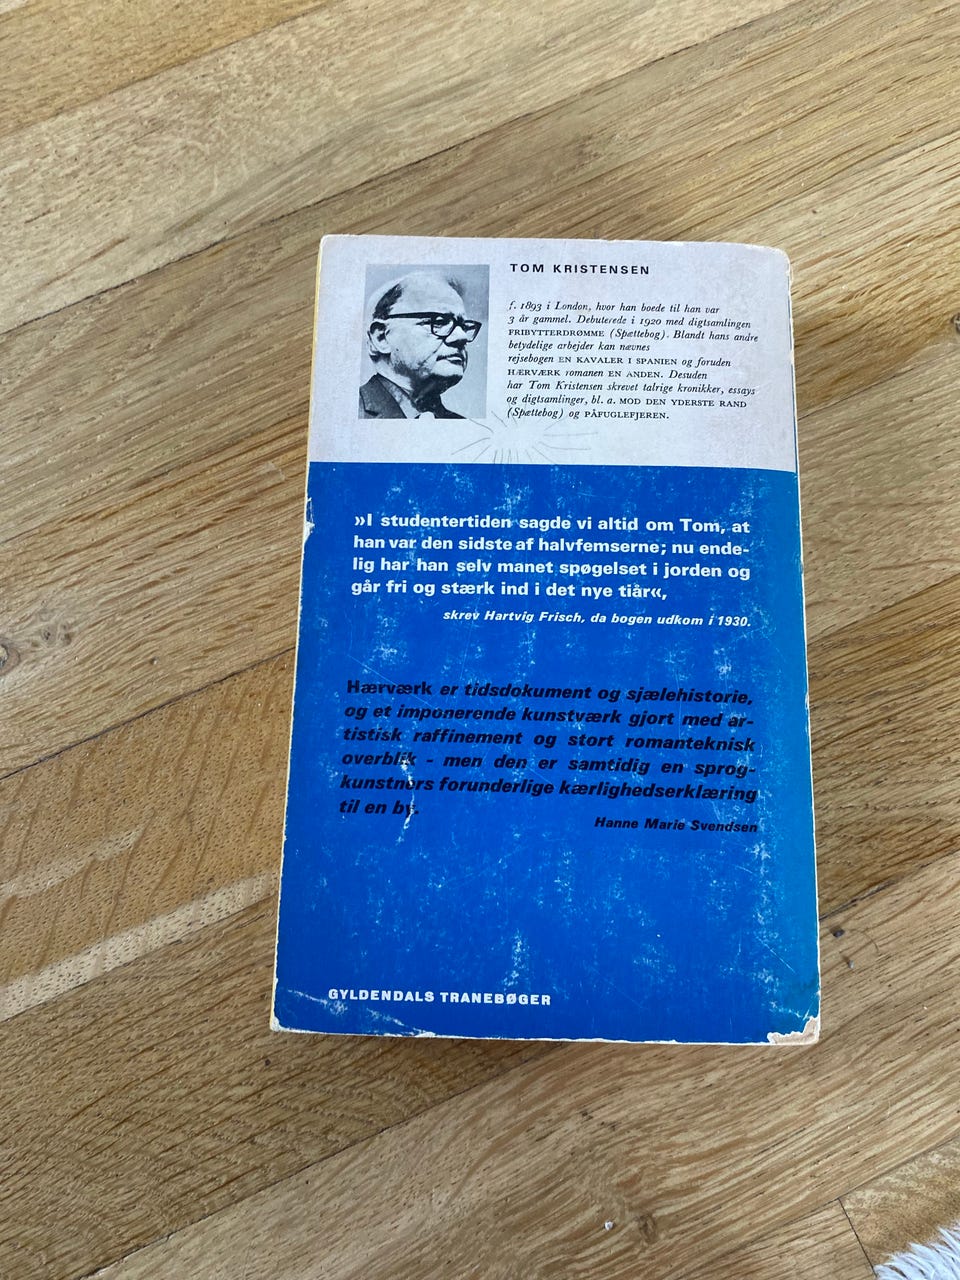 TOM KRISTENSEN
f. 1893 i London, hvor han boede til han var
3 år gammel. Debuterede i 1920 med digtsamlingen
FRIBYTTERDRØMME (Spættebog). Blandt hans andre
betydelige arbejder kan nævnes
rejsebogen EN KAVALER I SPANIEN og foruden
HÆRVÆRK romanen EN ANDEN. Desuden
har Tom Kristensen skrevet talrige kronikker, essays
og digtsamlinger, bl. a. MOD DEN YDERSTE RAND
(Spættebog) og PÅFUGLEFJEREN.
»I studentertiden sagde vi altid om Tom, at
han var den sidste af halvfemserne; nu ende-
lig har han selv manet spøgelset i jorden og
går fri og stærk ind i det nye tiår«,
skrev Hartvig Frisch, da bogen udkom i 1930.
Hærværk er tidsdokument og sjælehistorie,
og et imponerende kunstværk gjort med ar-
tistisk raffinement og stort romanteknisk
overblik - men den er samtidig en sprog-
kunstners forunderlige kærlighedserklæring
til en by.
Hanne Marie Svendsen
GYLDENDALS TRANEBØGER